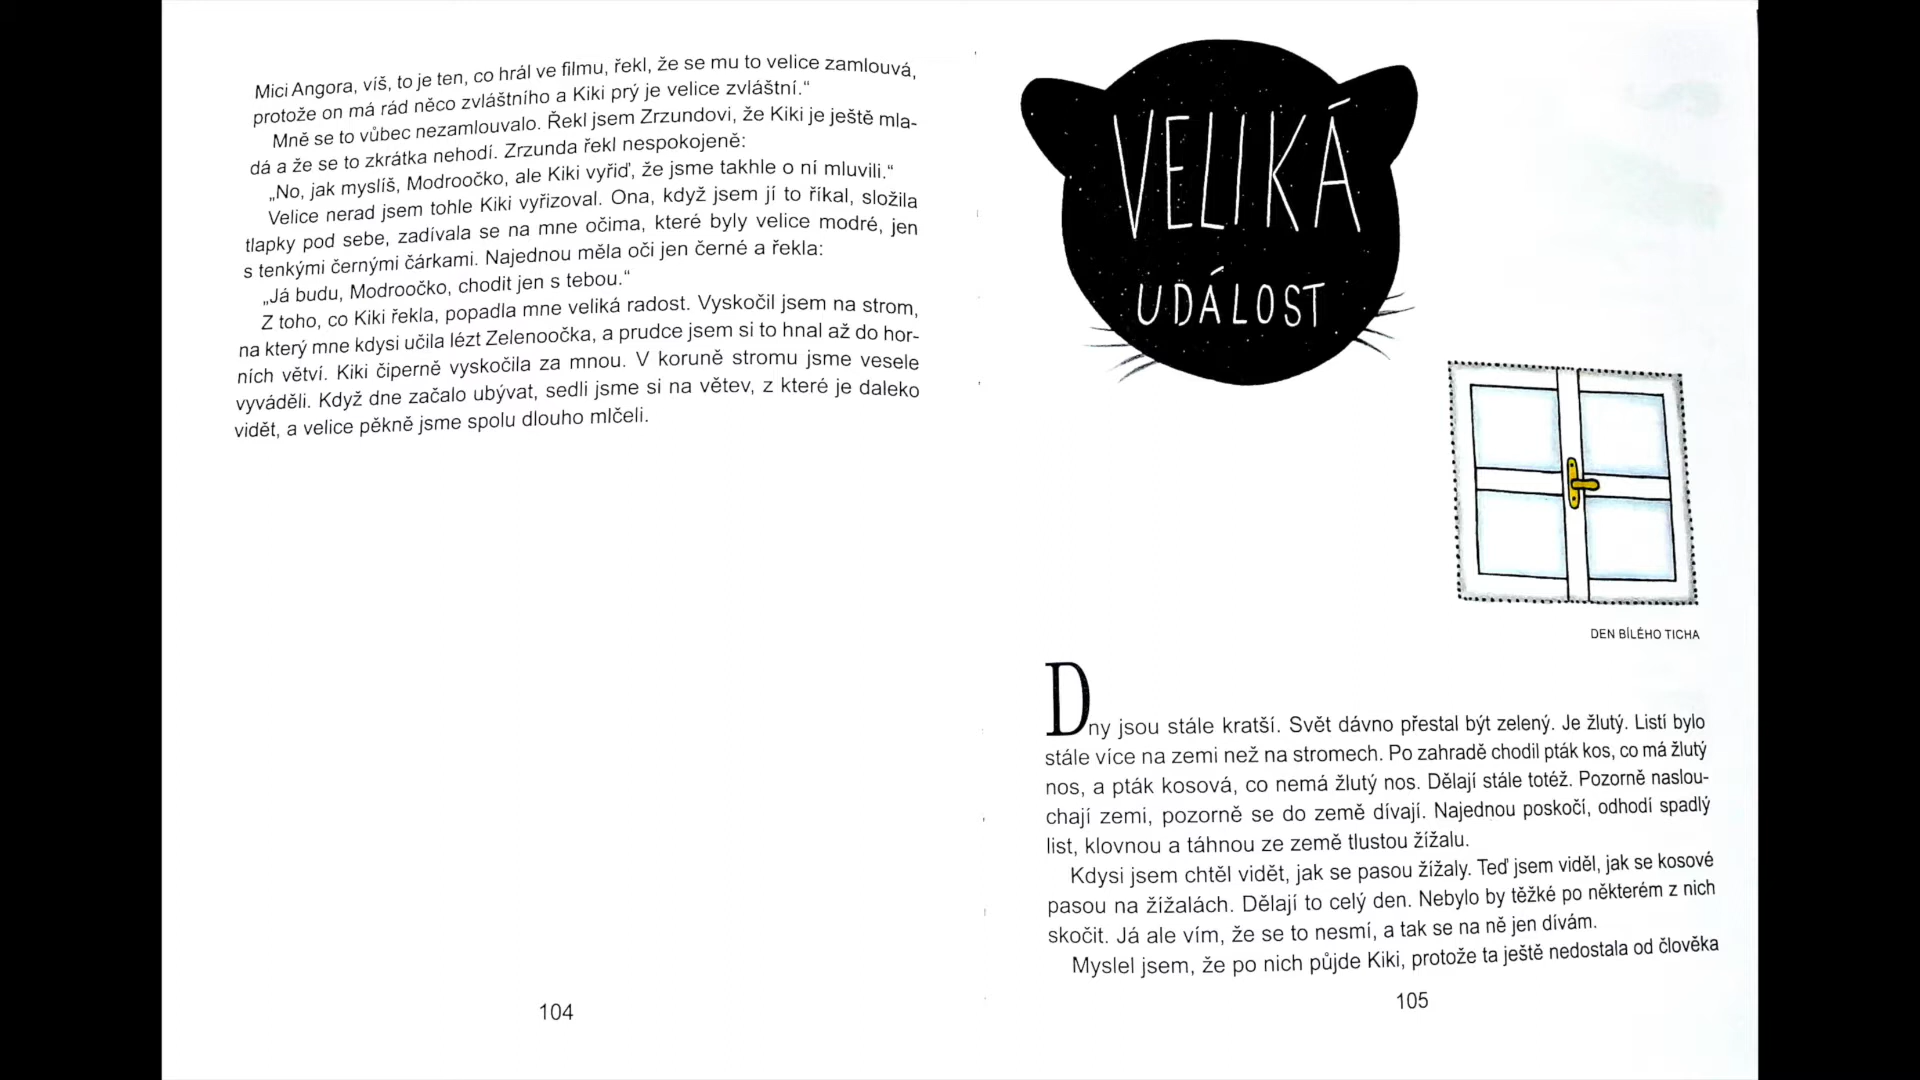 Mici Angora, víš, to je ten, co hrál ve filmu, řekl, že se mu to velice zamlouvá,
protože on má rád něco zvláštního a Kiki prý je velice zvláštní.“
Mně se to vůbec nezamlouvalo. Řekl jsem Zrzundovi, že Kiki je ještě mla-
dá a že se to zkrátka nehodí. Zrzunda řekl nespokojeně:
„No, jak myslíš, Modroočko, ale Kiki vyřiď, že jsme takhle o ní mluvili.“
Velice nerad jsem tohle Kiki vyřizoval. Ona, když jsem jí to říkal, složila
tlapky pod sebe, zadívala se na mne očima, které byly velice modré, jen
s tenkými černými čárkami. Najednou měla oči jen černé a řekla:
„Já budu, Modroočko, chodit jen s tebou.“
Z toho, co Kiki řekla, popadla mne veliká radost. Vyskočil jsem na strom,
na který mne kdysi učila lézt Zelenoočka, a prudce jsem si to hnal až do hor-
ních větví. Kiki čiperně vyskočila za mnou. V koruně stromu jsme vesele
vyváděli. Když dne začalo ubývat, sedli jsme si na větev, z které je daleko
vidět, a velice pěkně jsme spolu dlouho mlčeli.
104
VELIKÁ
UDÁLOST
DEN BÍLÉHO TICHA
Dny jsou stále kratší. Svět dávno přestal být zelený. Je žlutý. Listí bylo
stále více na zemi než na stromech. Po zahradě chodil pták kos, co má žlutý
nos, a pták kosová, co nemá žlutý nos. Dělají stále totéž. Pozorně naslou-
chají zemi, pozorně se do země dívají. Najednou poskočí, odhodí spadlý
list, klovnou a táhnou ze země tlustou žížalu.
Kdysi jsem chtěl vidět, jak se pasou žížaly. Teď jsem viděl, jak se kosové
pasou na žížalách. Dělají to celý den. Nebylo by těžké po některém z nich
skočit. Já ale vím, že se to nesmí, a tak se na ně jen dívám.
Myslel jsem, že po nich půjde Kiki, protože ta ještě nedostala od člověka
105